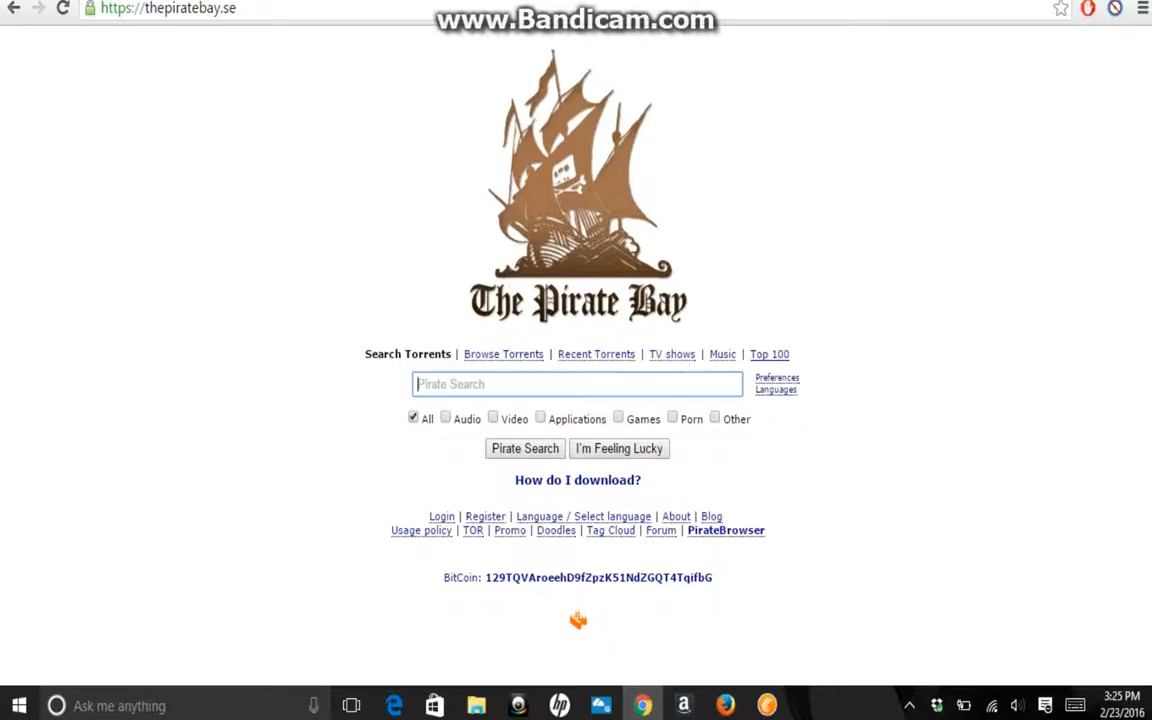 https://thepiratebay.se
www.Bandicam.com
The Pirate Bay
Search Torrents | Browse Torrents | Recent Torrents | TV shows | Music | Top 100
Pirate Search
Preferences
Languages
All Audio Video Applications Games Porn Other
Pirate Search I'm Feeling Lucky
How do I download?
Login | Register | Language / Select language | About | Blog
Usage policy | TOR | Promo | Doodles | Tag Cloud | Forum | PirateBrowser
BitCoin: 129TQVAroeehD9fZpzK51NdZGQT4TqifbG
Ask me anything
3:25 PM
2/23/2016